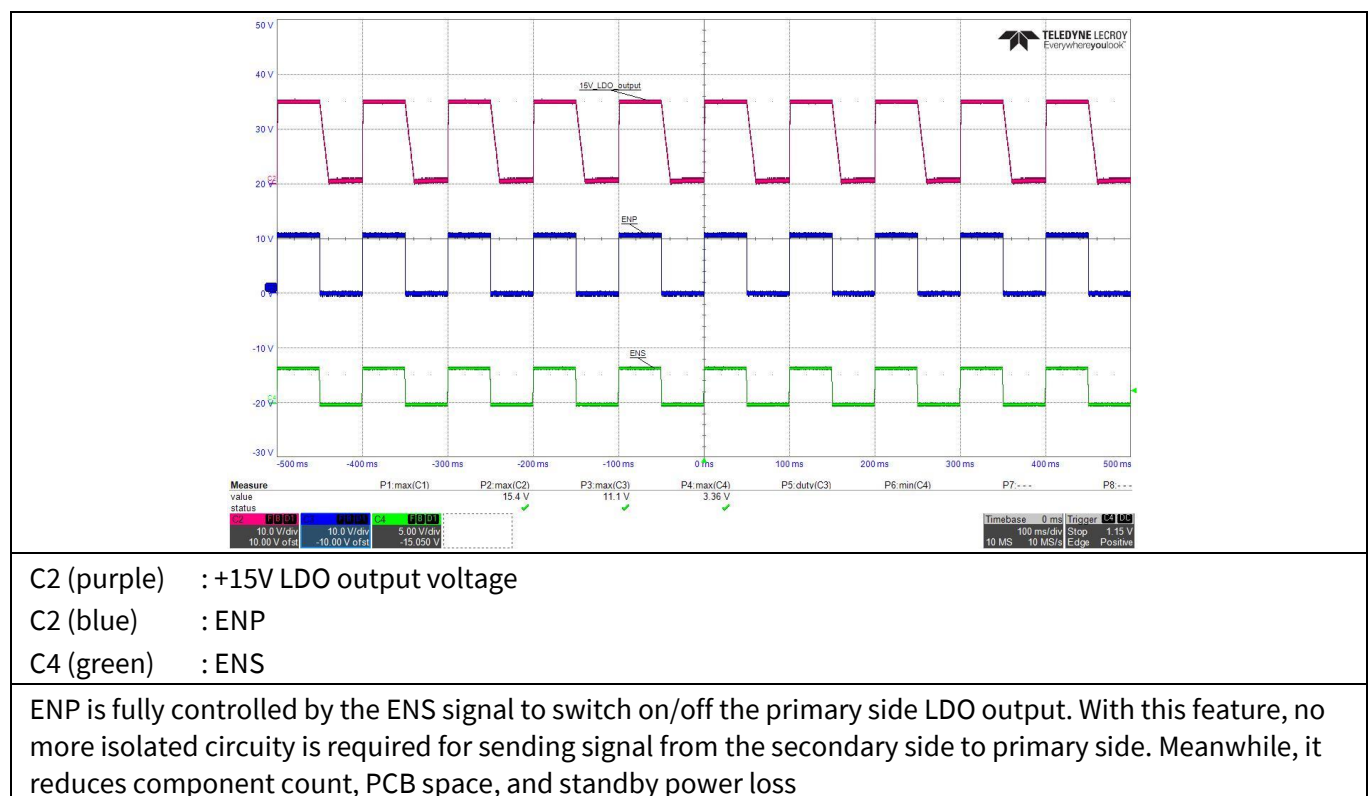 50 V
TELEDYNE LECROY
Everywhereyoulook
40 V
15V_LDO_output
30 V
20 V
ENP
10 V
0 V
-10 V
ENS
-20 V
-30 V
-500 ms -400 ms -300 ms -200 ms -100 ms 0 ms 100 ms 200 ms 300 ms 400 ms 500 ms
Measure P1:max(C1) P2:max(C2) P3:max(C3) P4:max(C4) P5:duty(C3) P6:min(C4) P7:--- P8:---
value 15.4 V 11.1 V 3.36 V
status
C2 F B D1 F B D1 C4 F B D1 Timebase 0 ms Trigger C4 DC
10.0 V/div 10.0 V/div 5.00 V/div 100 ms/div Stop 1.15 V
10.00 V ofst -10.00 V ofst -15.050 V 10 MS 10 MS/s Edge Positive
C2 (purple) : +15V LDO output voltage
C2 (blue) : ENP
C4 (green) : ENS
ENP is fully controlled by the ENS signal to switch on/off the primary side LDO output. With this feature, no
more isolated circuity is required for sending signal from the secondary side to primary side. Meanwhile, it
reduces component count, PCB space, and standby power loss